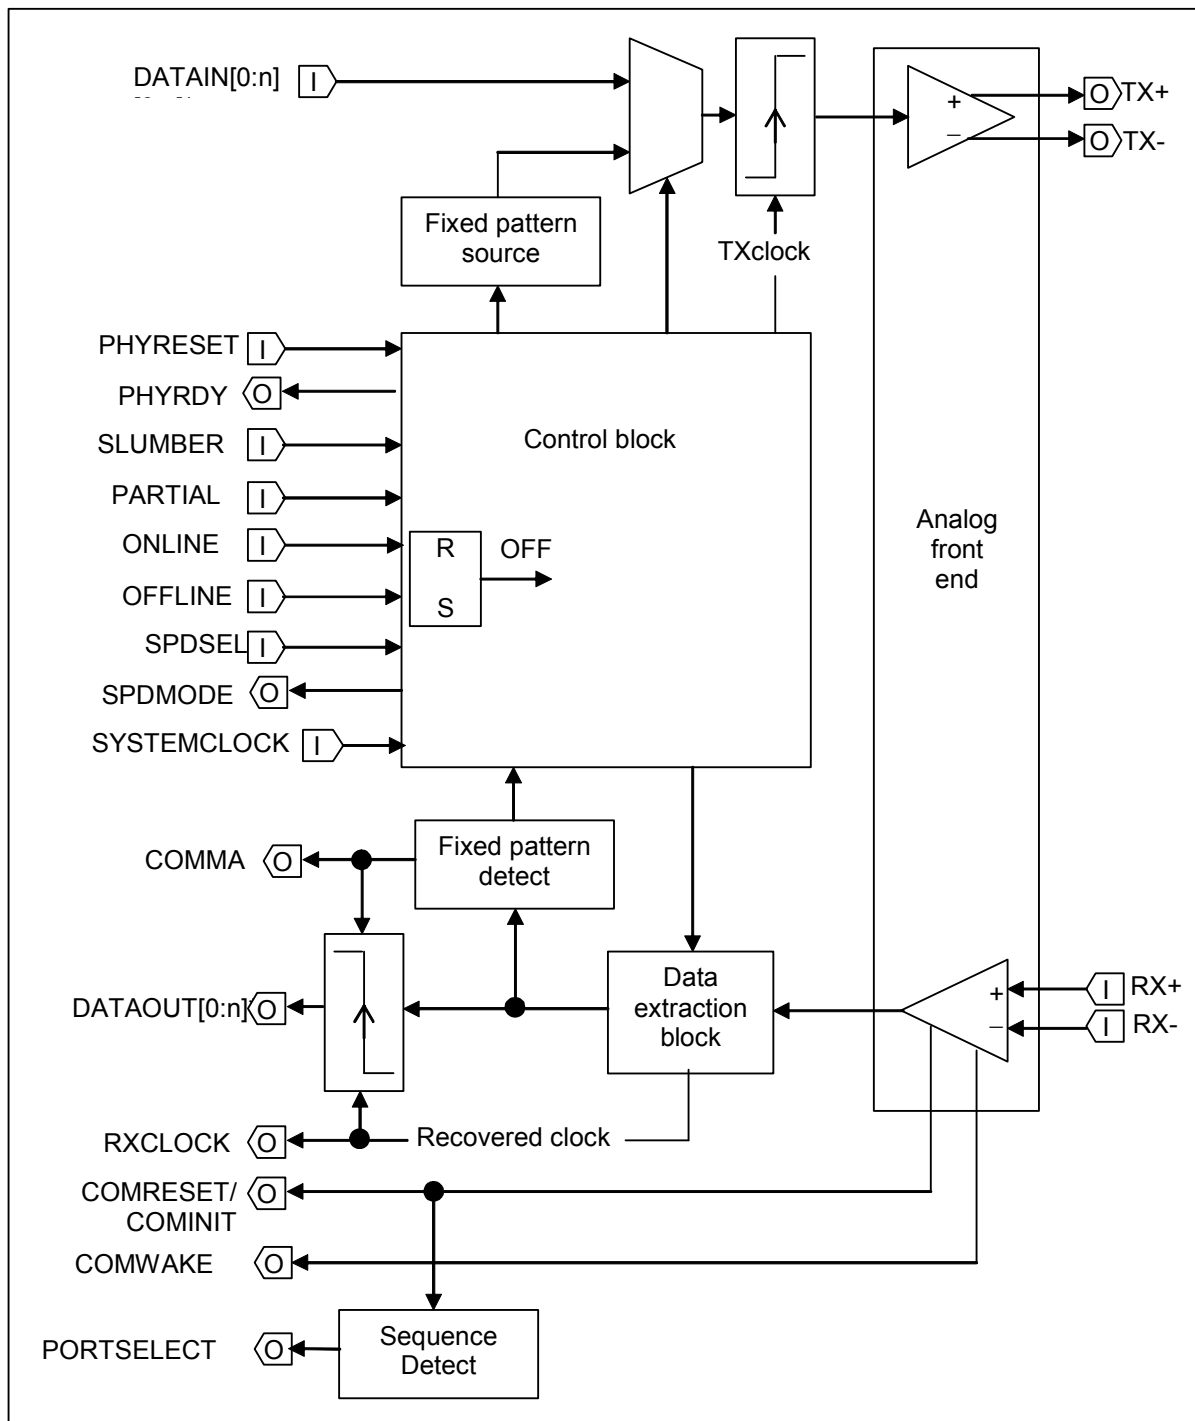 DATAIN[0:n] I
O TX+
+
− O TX-
Fixed pattern
source
TXclock
PHYRESET I
PHYRDY O
SLUMBER I
PARTIAL I
ONLINE I
OFFLINE I
SPDSEL I
SPDMODE O
SYSTEMCLOCK I
Control block
R
S
OFF
Analog
front
end
COMMA O
Fixed pattern
detect
DATAOUT[0:n] O
Data
extraction
block
+
−
I RX+
I RX-
RXCLOCK O
Recovered clock
COMRESET/ O
COMINIT
COMWAKE O
PORTSELECT O
Sequence
Detect